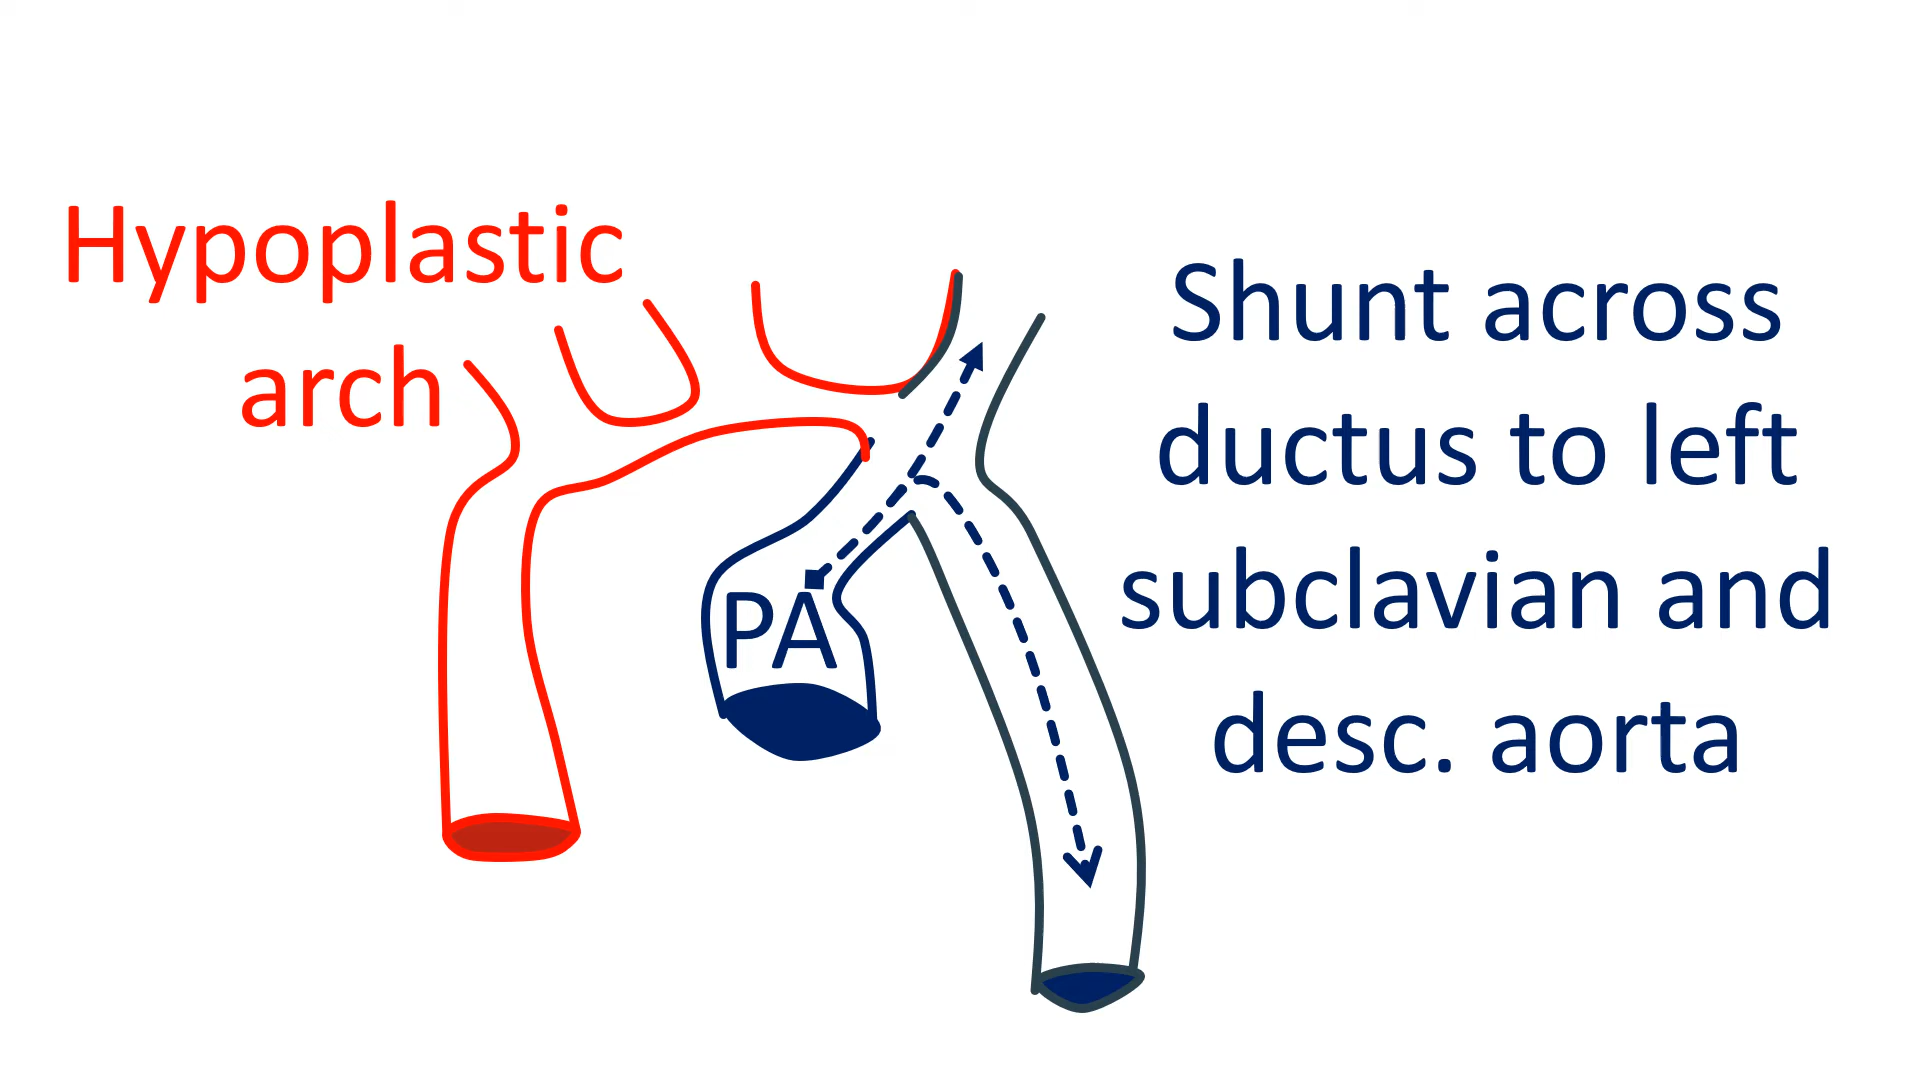 Hypoplastic
arch
Shunt across
ductus to left
subclavian and
desc. aorta
PA